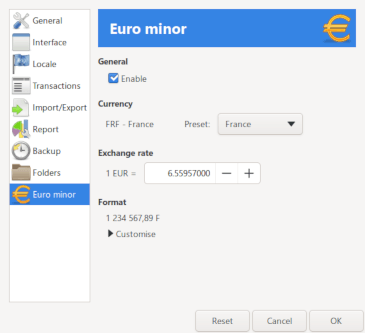 General
Interface
Locale
Transactions
Import/Export
Report
Backup
Folders
Euro minor
Euro minor
General
Enable
Currency
FRF - France Preset: France
Exchange rate
1 EUR = 6.55957000
Format
1 234 567,89 F
Customise
Reset Cancel OK